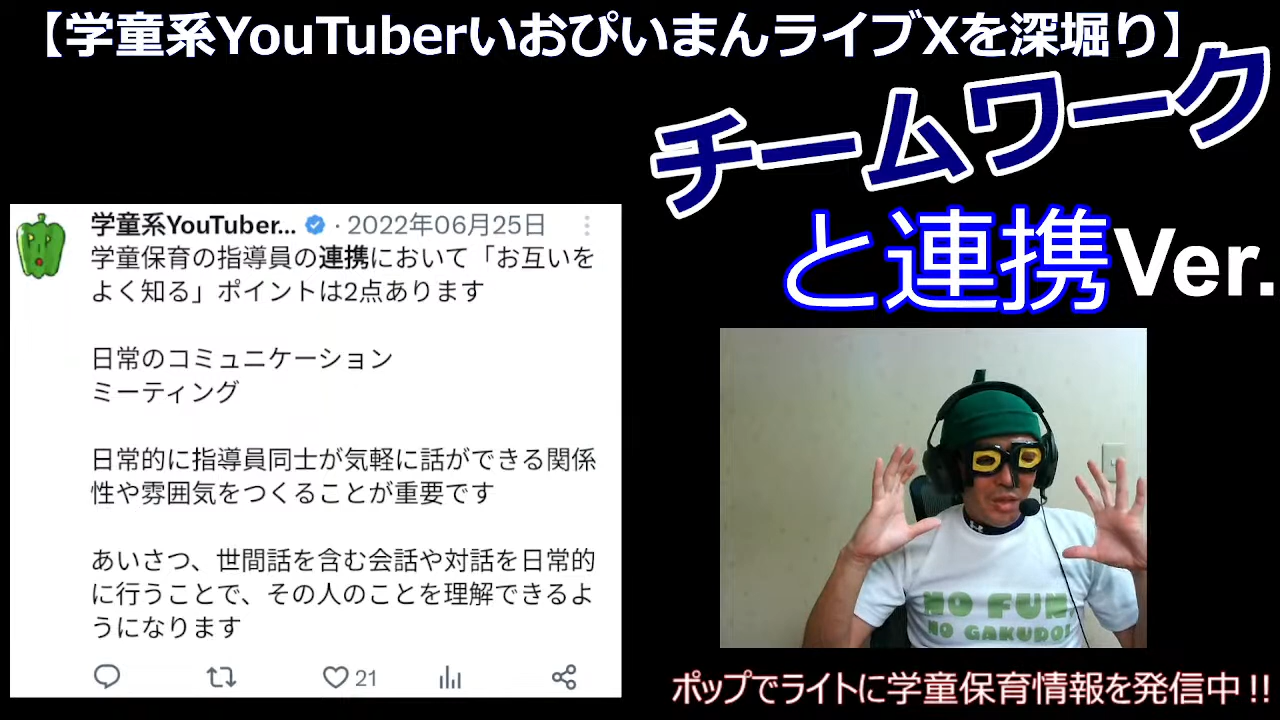 【学童系YouTuberいおぴいまんライブXを深堀り】
チームワーク
と連携Ver.
学童系YouTuber... · 2022年06月25日
学童保育の指導員の連携において「お互いを
よく知る」ポイントは2点あります
日常のコミュニケーション
ミーティング
日常的に指導員同士が気軽に話ができる関係
性や雰囲気をつくることが重要です
あいさつ、世間話を含む会話や対話を日常的
に行うことで、その人のことを理解できるよ
うになります
21
NO FUN,
NO GAKUDO!
ポップでライトに学童保育情報を発信中!!